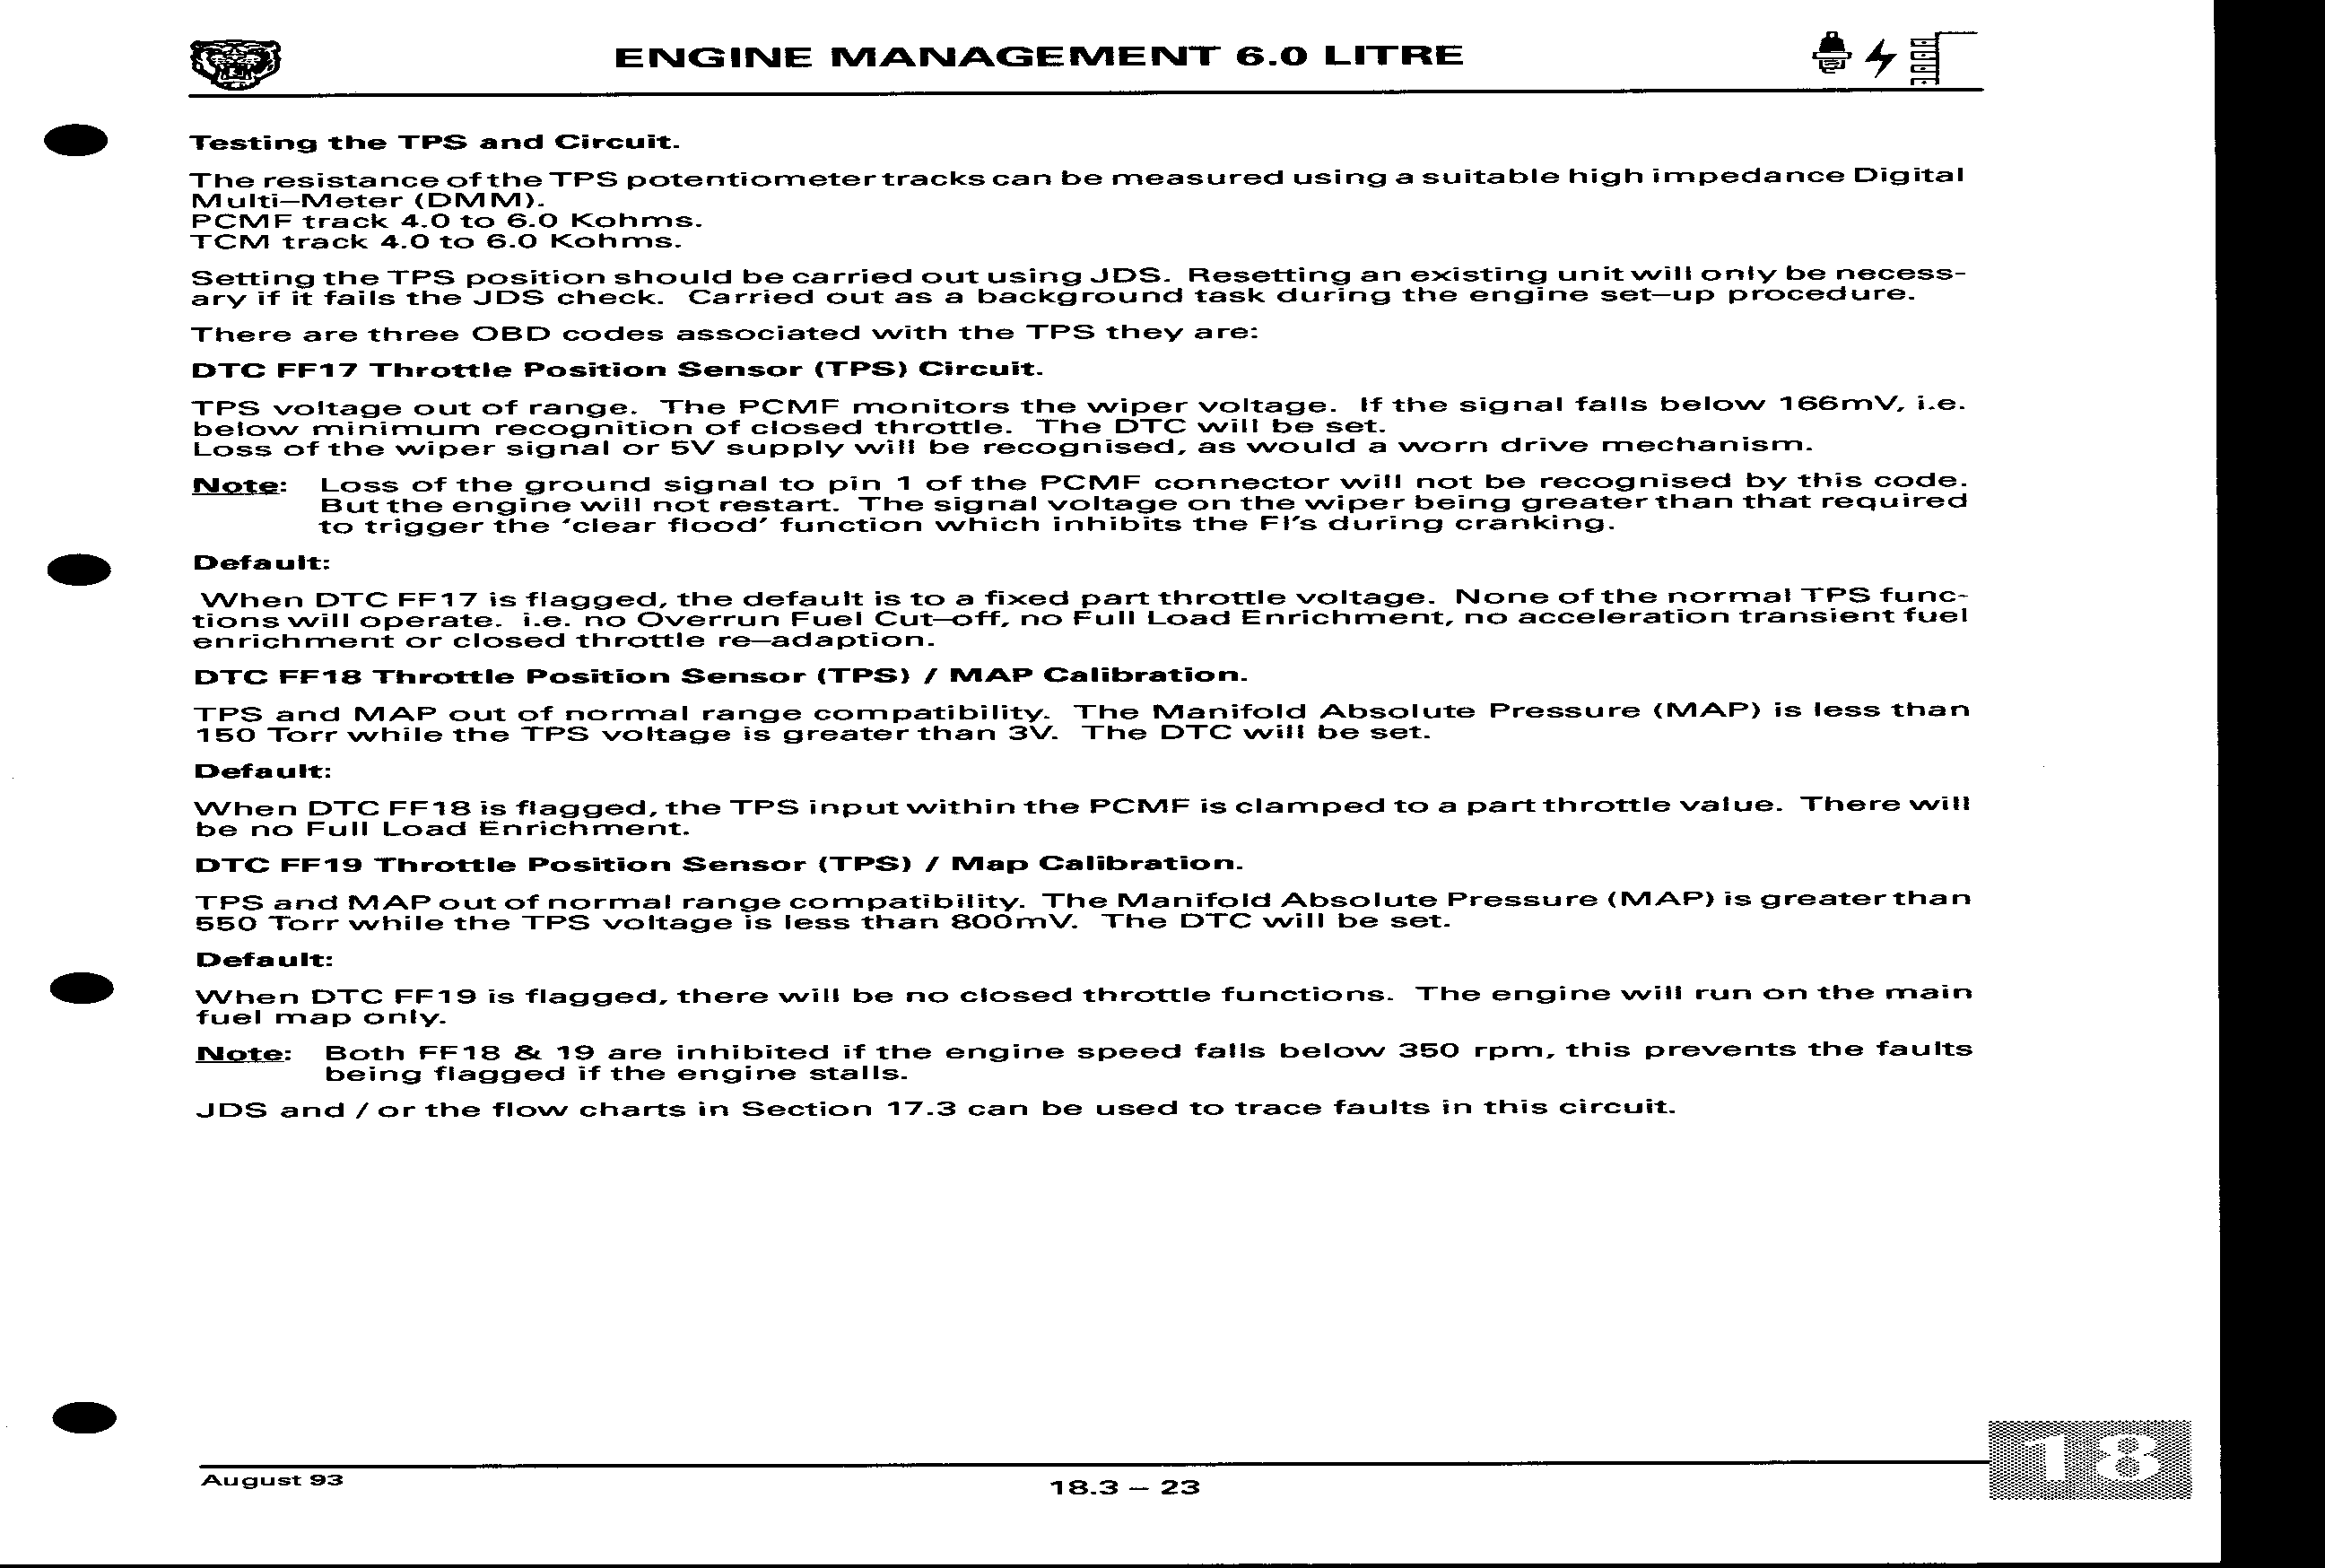 ENGINE MANAGEMENT 6.0 LITRE
Testing the TPS and Circuit.
The resistance of the TPS potentiometer tracks can be measured using a suitable high impedance Digital
Multi–Meter (DMM).
PCMF track 4.0 to 6.0 Kohms.
TCM track 4.0 to 6.0 Kohms.
Setting the TPS position should be carried out using JDS. Resetting an existing unit will only be necess-
ary if it fails the JDS check. Carried out as a background task during the engine set–up procedure.
There are three OBD codes associated with the TPS they are:
DTC FF17 Throttle Position Sensor (TPS) Circuit.
TPS voltage out of range. The PCMF monitors the wiper voltage. If the signal falls below 166mV, i.e.
below minimum recognition of closed throttle. The DTC will be set.
Loss of the wiper signal or 5V supply will be recognised, as would a worn drive mechanism.
Note: Loss of the ground signal to pin 1 of the PCMF connector will not be recognised by this code.
But the engine will not restart. The signal voltage on the wiper being greater than that required
to trigger the ‘clear flood’ function which inhibits the FI’s during cranking.
Default:
When DTC FF17 is flagged, the default is to a fixed part throttle voltage. None of the normal TPS func-
tions will operate. i.e. no Overrun Fuel Cut–off, no Full Load Enrichment, no acceleration transient fuel
enrichment or closed throttle re–adaption.
DTC FF18 Throttle Position Sensor (TPS) / MAP Calibration.
TPS and MAP out of normal range compatibility. The Manifold Absolute Pressure (MAP) is less than
150 Torr while the TPS voltage is greater than 3V. The DTC will be set.
Default:
When DTC FF18 is flagged, the TPS input within the PCMF is clamped to a part throttle value. There will
be no Full Load Enrichment.
DTC FF19 Throttle Position Sensor (TPS) / Map Calibration.
TPS and MAP out of normal range compatibility. The Manifold Absolute Pressure (MAP) is greater than
550 Torr while the TPS voltage is less than 800mV. The DTC will be set.
Default:
When DTC FF19 is flagged, there will be no closed throttle functions. The engine will run on the main
fuel map only.
Note: Both FF18 & 19 are inhibited if the engine speed falls below 350 rpm, this prevents the faults
being flagged if the engine stalls.
JDS and / or the flow charts in Section 17.3 can be used to trace faults in this circuit.
18
August 93
18.3 – 23